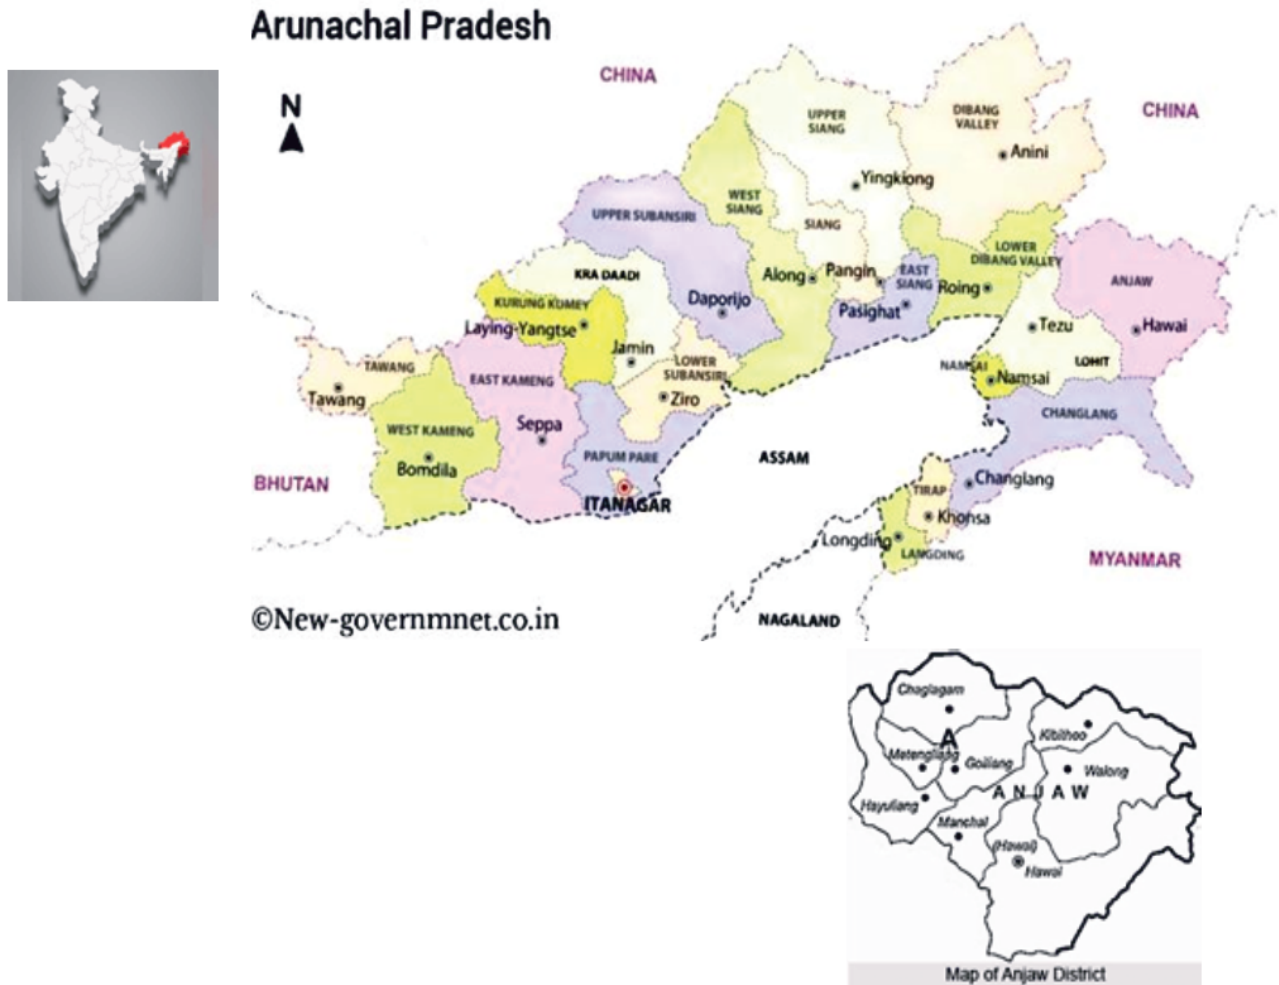 Arunachal Pradesh
CHINA
N
CHINA
UPPER
SIANG
DIBANG
VALLEY
Anini
Yingkiong
WEST
SIANG
UPPER SUBANSIRI
SIANG
LOWER
DIBANG VALLEY
KRA DAADI
Along
Pangin
EAST
SIANG
Roing
ANJAW
KURUNG KUMEY
Daporijo
Pasighat
Laying-Yangtse
Tezu
Hawai
Jamin
TAWANG
LOWER
SUBANSIRI
NAMSAI
LOHIT
EAST KAMENG
Namsai
Tawang
Ziro
CHANGLANG
WEST KAMENG
Seppa
PAPUM PARE
ASSAM
Bomdila
BHUTAN
Changlang
TIRAP
ITANAGAR
Khonsa
Longding
LANGDING
MYANMAR
©New-governmnet.co.in
NAGALAND
Chaglagam
A
Kibithoo
Metengliang
Goiliang
Walong
ANJAW
Hayuliang
Manchal
(Hawai)
Hawai
Map of Anjaw District